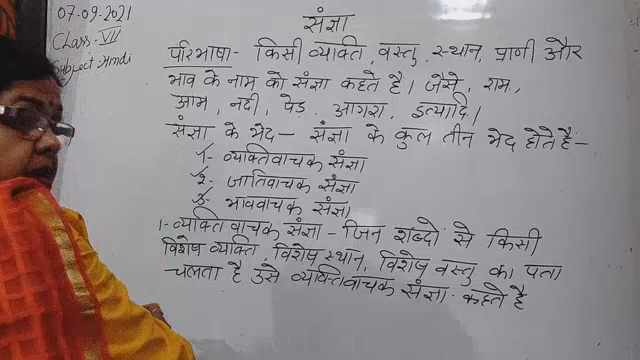 07-09-2021
Class- VII
Subject- Hindi
संज्ञा
परिभाषा- किसी व्यक्ति, वस्तु, स्थान, प्राणी और
भाव के नाम को संज्ञा कहते है। जैसे, राम,
आम, नदी, पेड़, आगरा, इत्यादि।
संज्ञा के भेद - संज्ञा के कुल तीन भेद होते हैं-
1- व्यक्तिवाचक संज्ञा
2- जातिवाचक संज्ञा
3- भाववाचक संज्ञा
1- व्यक्तिवाचक संज्ञा - जिन शब्दों से किसी
विशेष व्यक्ति, विशेष स्थान, विशेष वस्तु का पता
चलता है उसे व्यक्तिवाचक संज्ञा कहते है